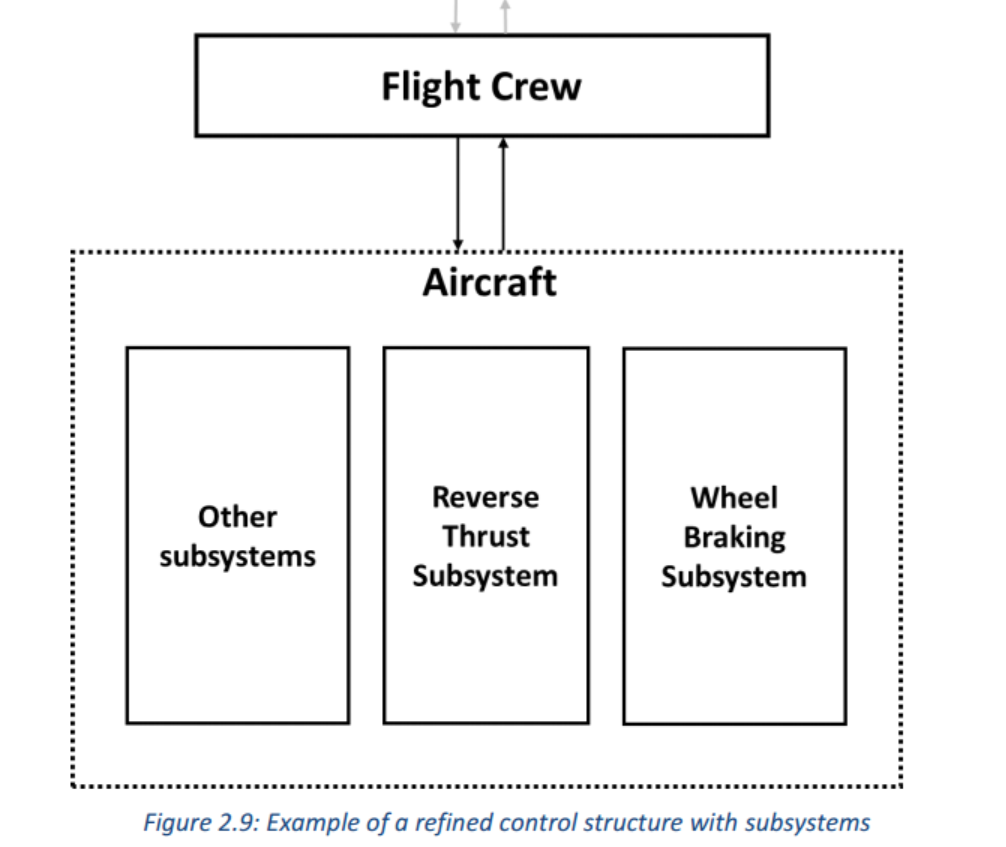 Flight Crew
Aircraft
Other
subsystems
Reverse
Thrust
Subsystem
Wheel
Braking
Subsystem
Figure 2.9: Example of a refined control structure with subsystems